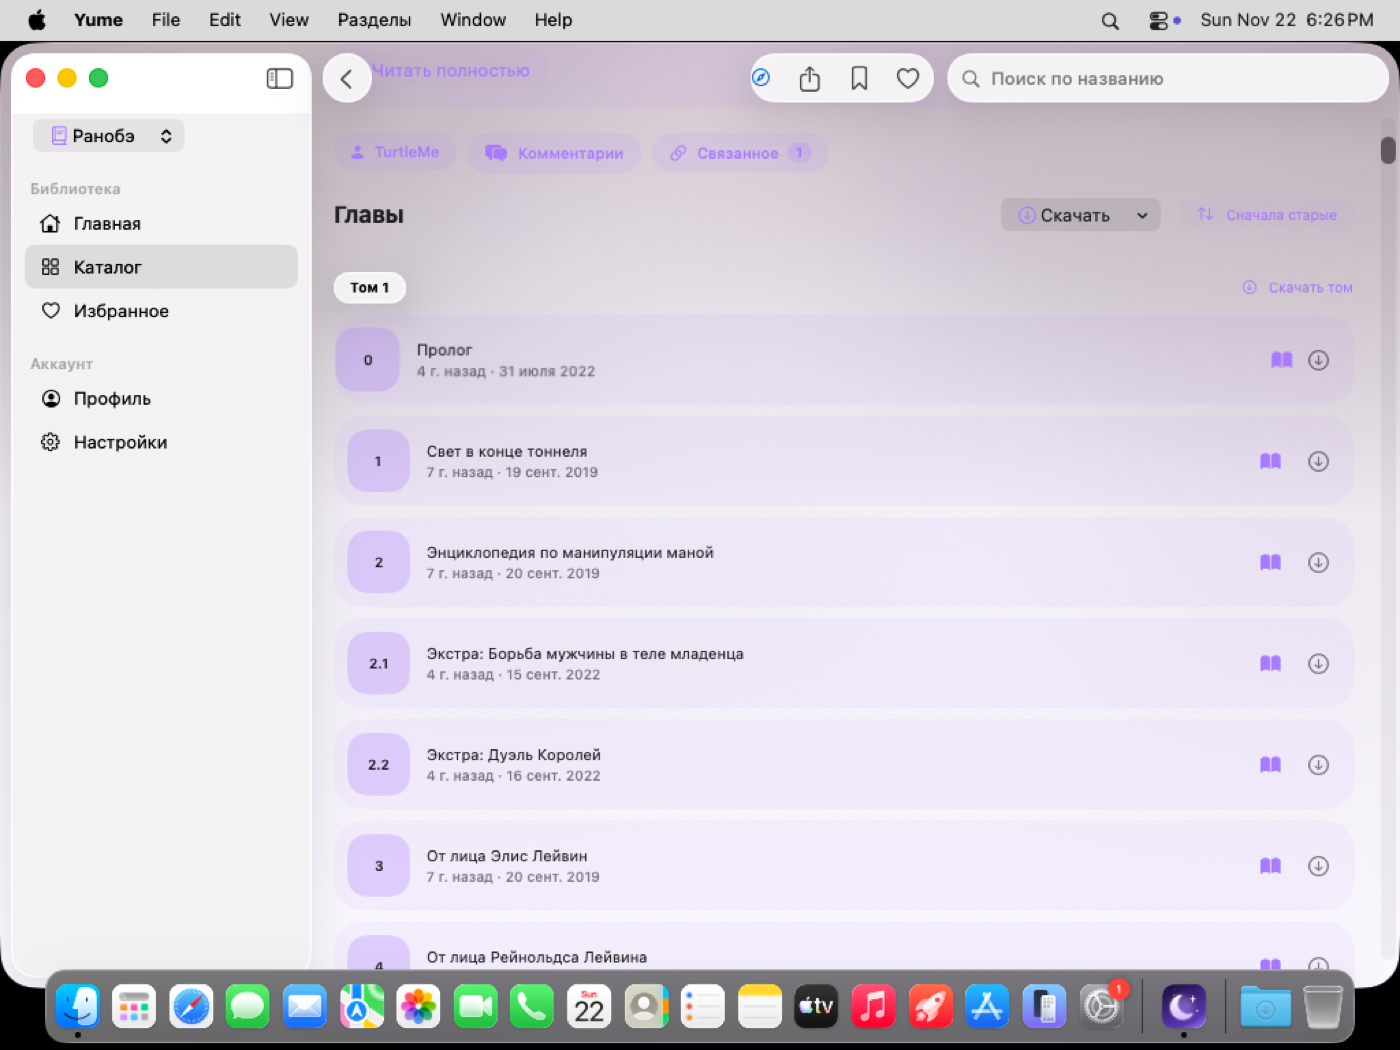 Yume File Edit View Разделы Window Help Sun Nov 22 6:26 PM
Читать полностью
Поиск по названию
Ранобэ
Библиотека
Главная
Каталог
Избранное
Аккаунт
Профиль
Настройки
TurtleMe Комментарии Связанное 1
Главы
Скачать Сначала старые
Том 1
Скачать том
0
Пролог
4 г. назад · 31 июля 2022
1
Свет в конце тоннеля
7 г. назад · 19 сент. 2019
2
Энциклопедия по манипуляции маной
7 г. назад · 20 сент. 2019
2.1
Экстра: Борьба мужчины в теле младенца
4 г. назад · 15 сент. 2022
2.2
Экстра: Дуэль Королей
4 г. назад · 16 сент. 2022
3
От лица Элис Лейвин
7 г. назад · 20 сент. 2019
4
От лица Рейнольдса Лейвина
Sun
22
tv
1